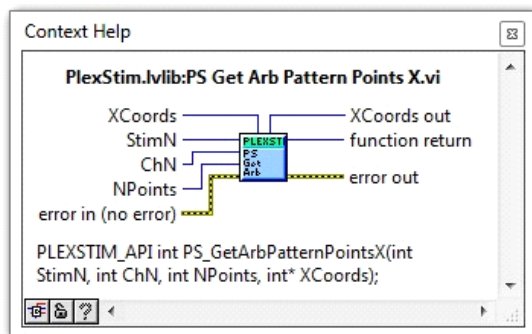 Context Help
PlexStim.lvlib:PS Get Arb Pattern Points X.vi
XCoords
XCoords out
StimN
PLEXSTI
function return
ChN
PS
Get
Arb
NPoints
error out
error in (no error)
PLEXSTIM_API int PS_GetArbPatternPointsX(int
StimN, int ChN, int NPoints, int* XCoords);
?